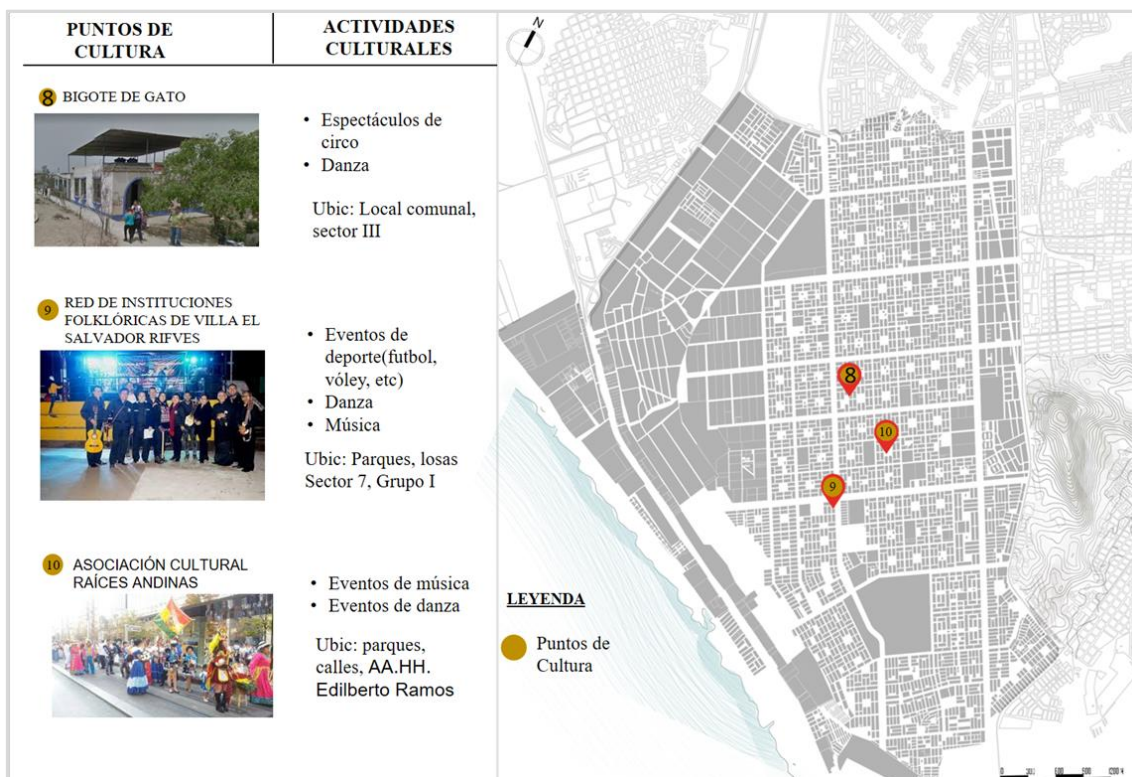 PUNTOS DE
CULTURA
ACTIVIDADES
CULTURALES
8 BIGOTE DE GATO
• Espectáculos de
circo
• Danza
Ubic: Local comunal,
sector III
9 RED DE INSTITUCIONES
FOLKLÓRICAS DE VILLA EL
SALVADOR RIFVES
• Eventos de
deporte(futbol,
vóley, etc)
• Danza
• Música
Ubic: Parques, losas
Sector 7, Grupo I
10 ASOCIACIÓN CULTURAL
RAÍCES ANDINAS
• Eventos de música
• Eventos de danza
Ubic: parques,
calles, AA.HH.
Edilberto Ramos
N
8
10
9
LEYENDA
Puntos de
Cultura